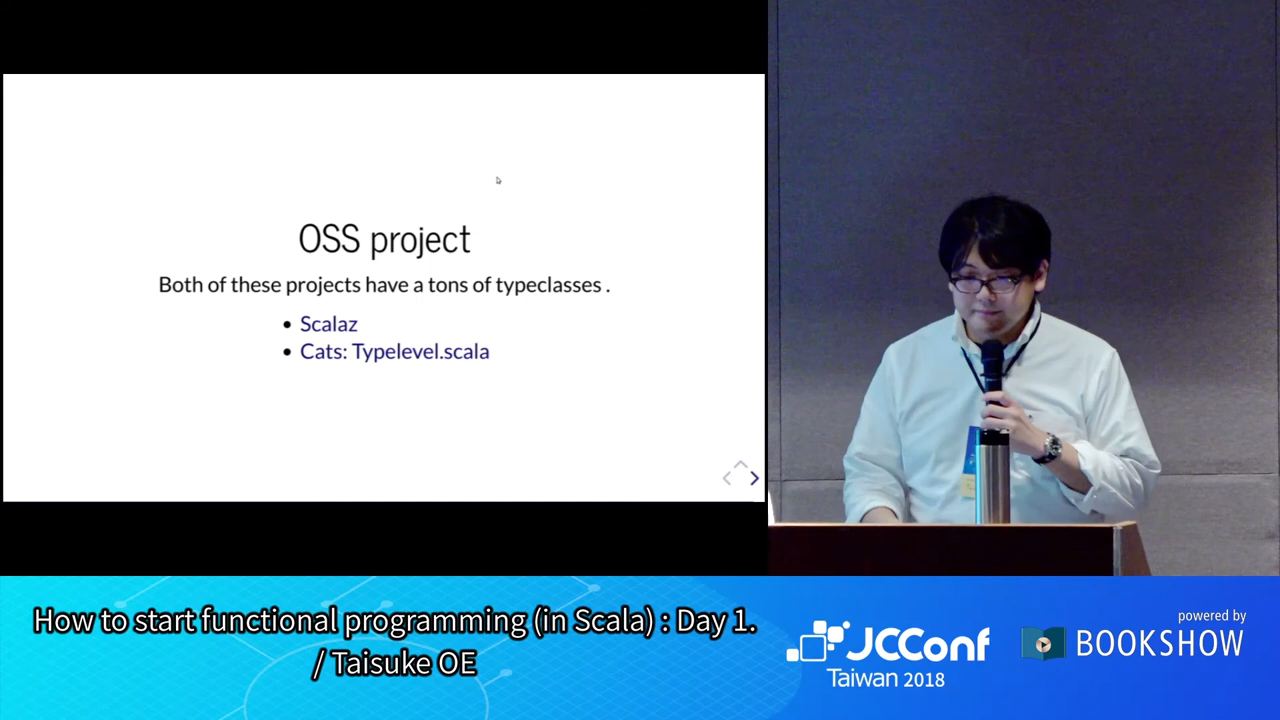 OSS project
Both of these projects have a tons of typeclasses .
Scalaz
Cats: Typelevel.scala
How to start functional programming (in Scala) : Day 1.
/ Taisuke OE
JCConf
Taiwan 2018
powered by
BOOKSHOW